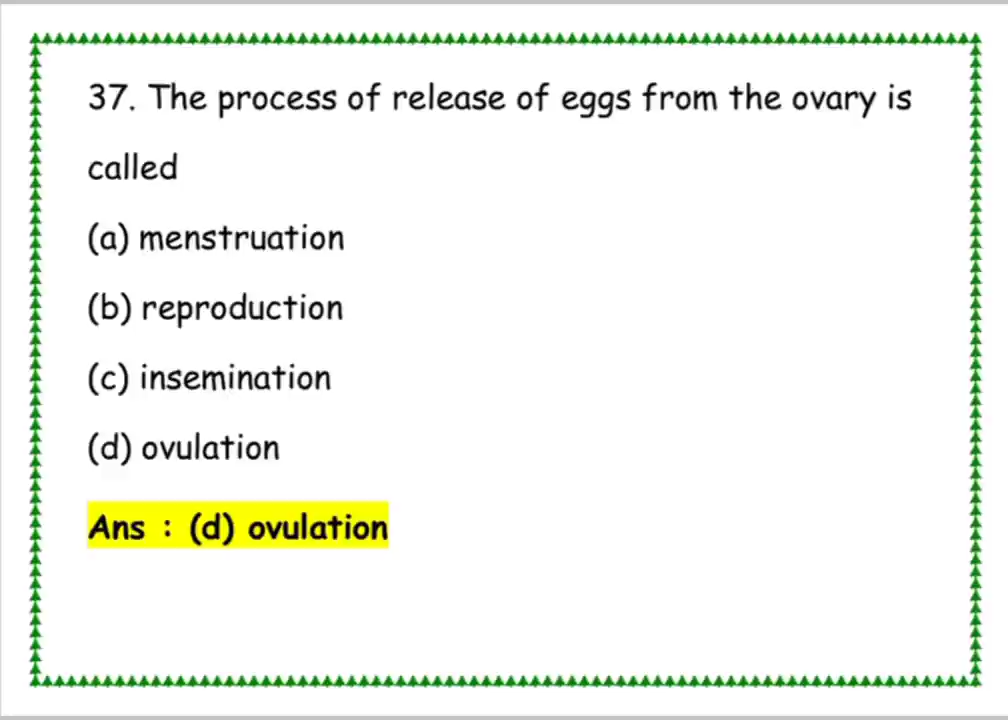 37. The process of release of eggs from the ovary is
called
(a) menstruation
(b) reproduction
(c) insemination
(d) ovulation
Ans : (d) ovulation